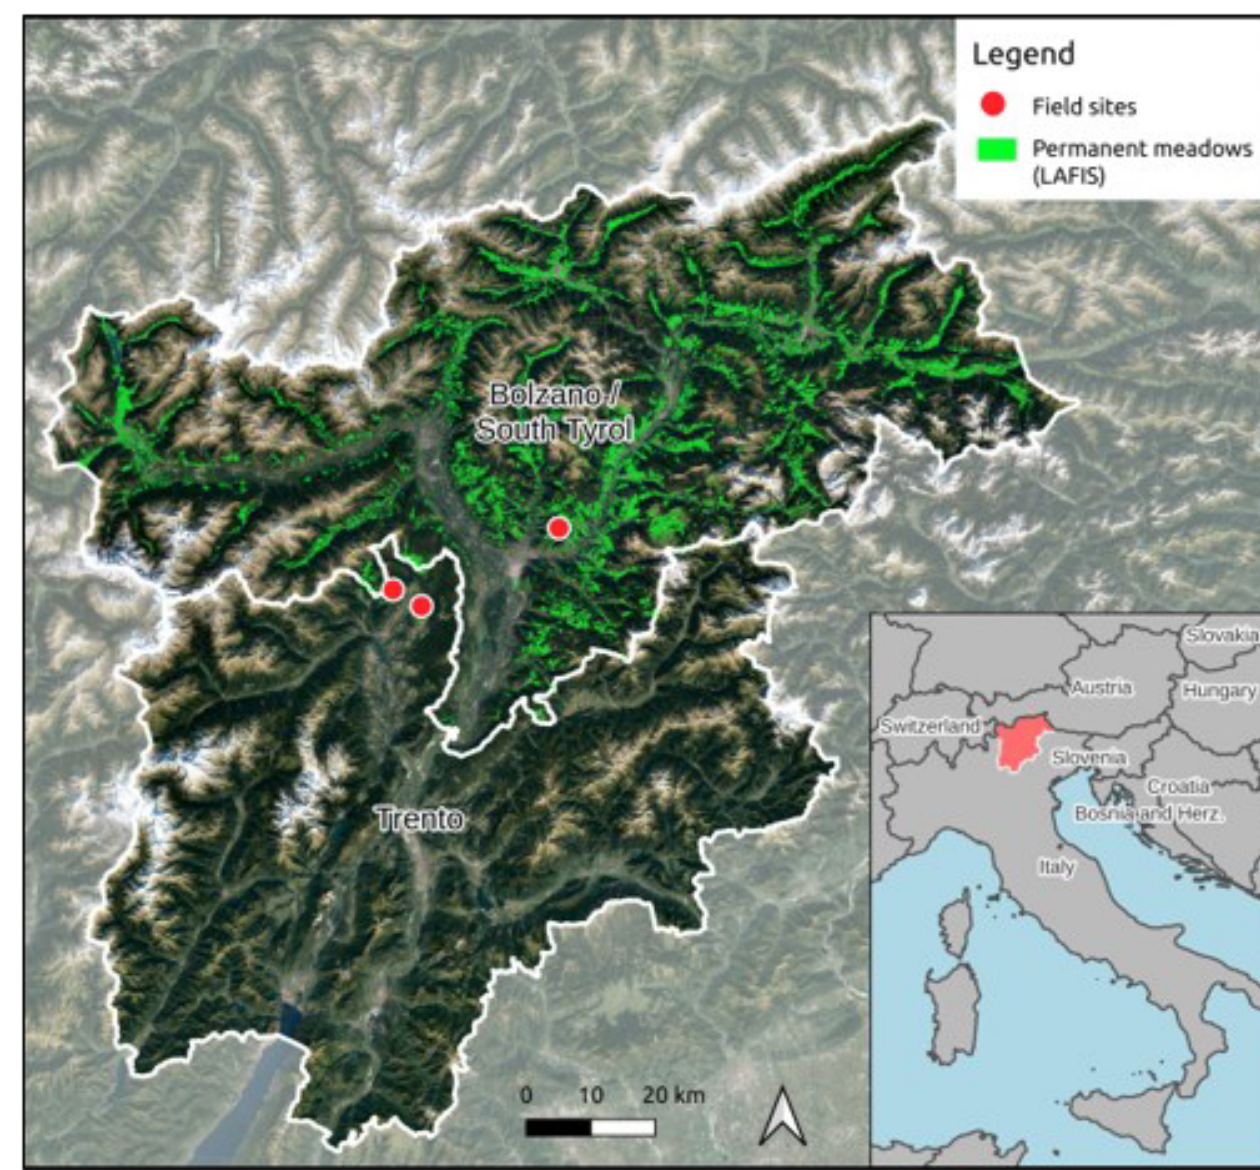 Legend
Field sites
Permanent meadows
(LAFIS)
Bolzano /
South Tyrol
Trento
0 10 20 km
Slovakia
Austria
Hungary
Switzerland
Slovenia
Croatia
Bosnia and Herz.
Italy